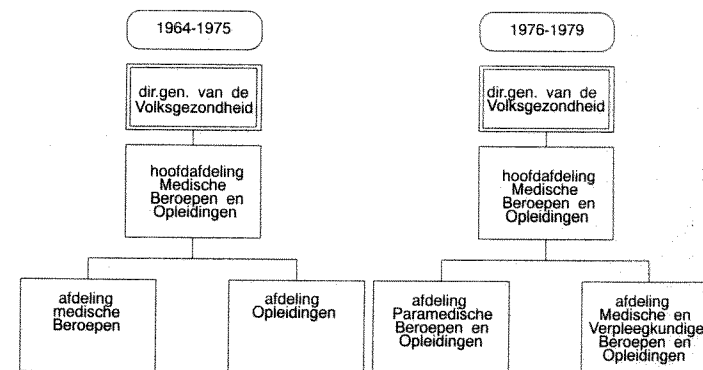 1964-1975
dir.gen. van de
Volksgezondheid
hoofdafdeling
Medische
Beroepen en
Opleidingen
afdeling
medische
Beroepen
afdeling
Opleidingen
1976-1979
dir.gen. van de
Volksgezondheid
hoofdafdeling
Medische
Beroepen en
Opleidingen
afdeling
Paramedische
Beroepen en
Opleidingen
afdeling
Medische en
Verpleegkundige
Beroepen en
Opleidingen